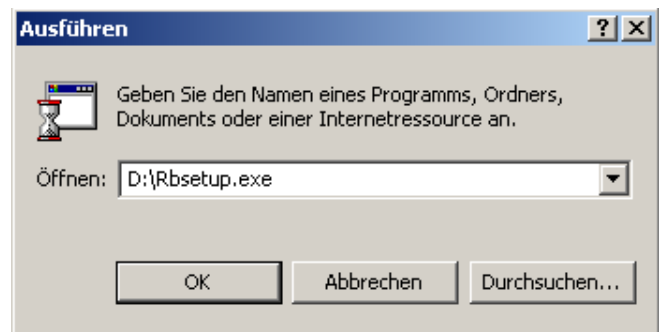 Ausführen
Geben Sie den Namen eines Programms, Ordners,
Dokuments oder einer Internetressource an.
Öffnen: D:\Rbsetup.exe
OK Abbrechen Durchsuchen...